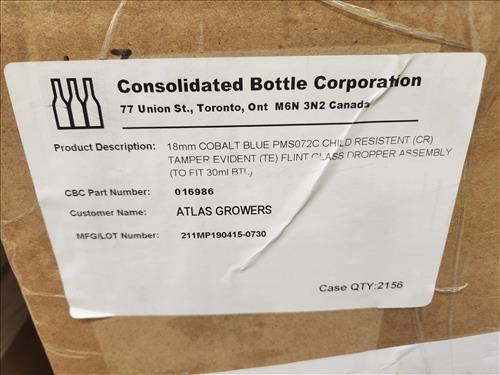 Consolidated Bottle Corporation
77 Union St., Toronto, Ont M6N 3N2 Canada
Product Description: 18mm COBALT BLUE PMS072C CHILD RESISTENT (CR)
TAMPER EVIDENT (TE) FLINT GLASS DROPPER ASSEMBLY
(TO FIT 30ml BTL)
CBC Part Number: 016986
Customer Name: ATLAS GROWERS
MFG/LOT Number: 211MP190415-0730
Case QTY:2156